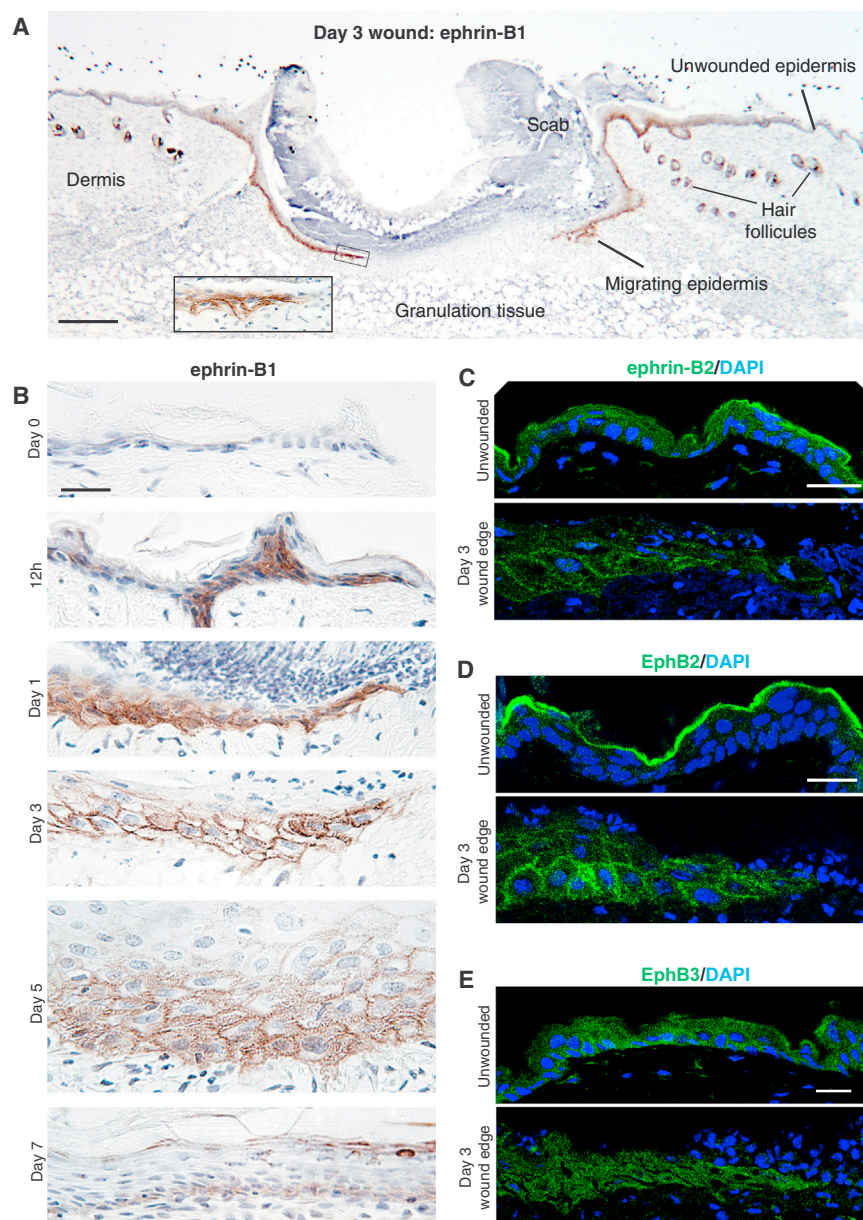 A
Day 3 wound: ephrin-B1
Unwounded epidermis
Scab
Dermis
Hair
follicules
Migrating epidermis
Granulation tissue
B
ephrin-B1
Day 0
12h
Day 1
Day 3
Day 5
Day 7
C
ephrin-B2/DAPI
Unwounded
Day 3
wound edge
D
EphB2/DAPI
Unwounded
Day 3
wound edge
E
EphB3/DAPI
Unwounded
Day 3
wound edge